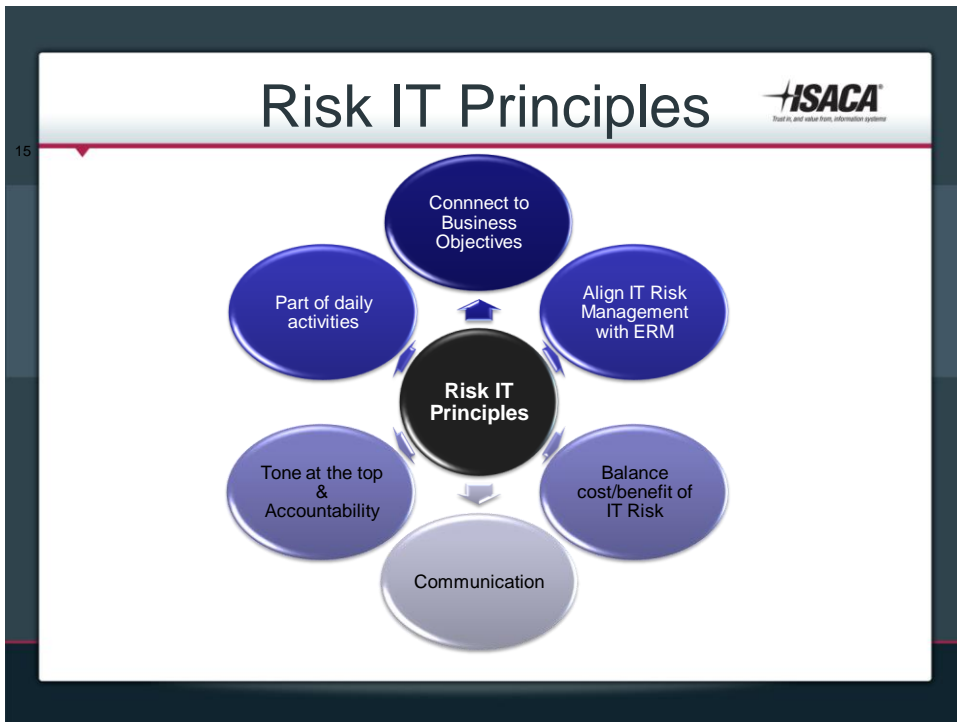 Risk IT Principles
ISACA®
Trust in, and value from, information systems
15
Connnect to
Business
Objectives
Align IT Risk
Management
with ERM
Balance
cost/benefit of
IT Risk
Communication
Tone at the top
&
Accountability
Part of daily
activities
Risk IT
Principles